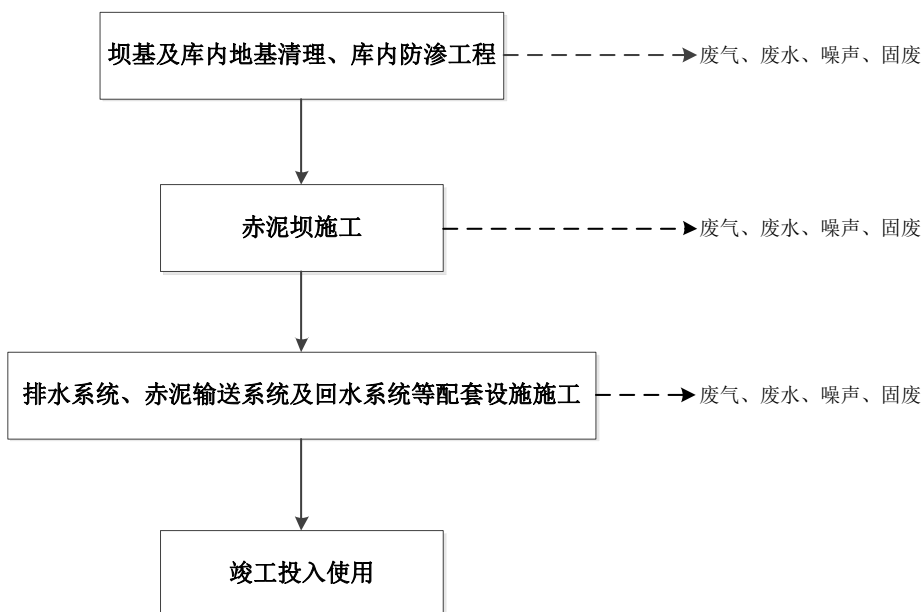 坝基及库内地基清理、库内防渗工程
废气、废水、噪声、固废
赤泥坝施工
废气、废水、噪声、固废
排水系统、赤泥输送系统及回水系统等配套设施施工
废气、废水、噪声、固废
竣工投入使用